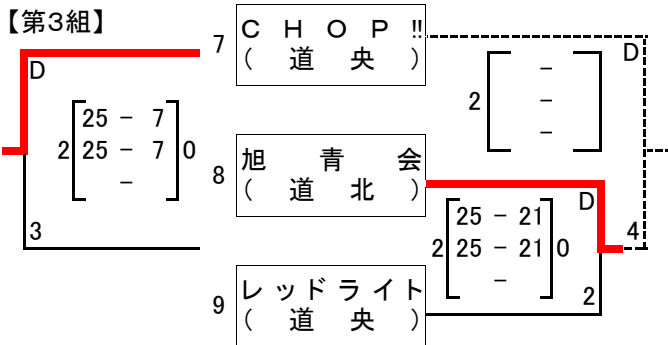 【第３組】
7
ＣＨＯＰ‼
(道央)
D
D
25 - 7
2 25 - 7 0
-
-
2 -
-
8
旭青会
(道北)
D
3
25 - 21
2 25 - 21 0
-
4
9
レッドライト
(道央)
2